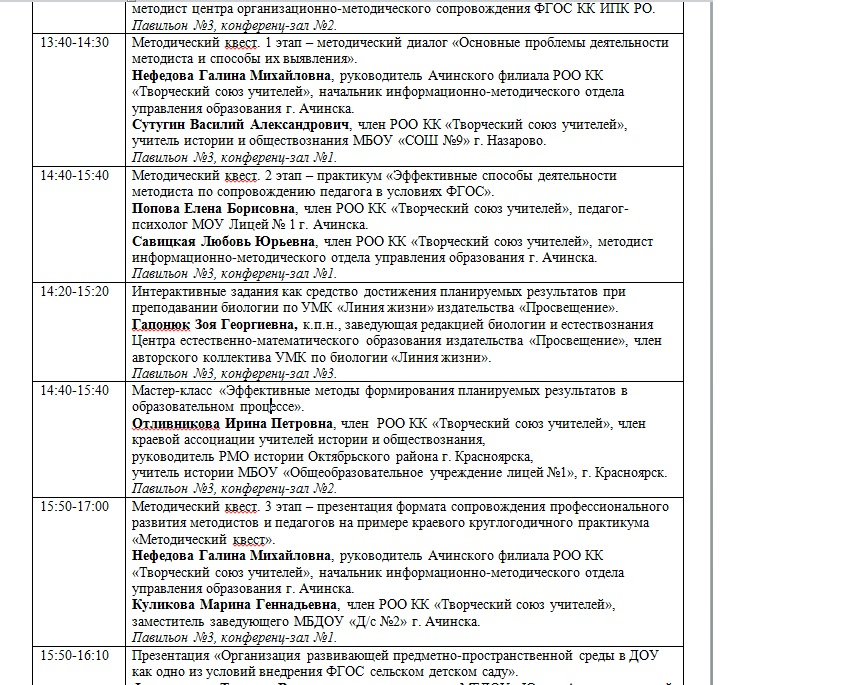 методист центра организационно-методического сопровождения ФГОС КК ИПК РО.
Павильон №3, конференц-зал №2.
13:40-14:30
Методический квест. 1 этап – методический диалог «Основные проблемы деятельности
методиста и способы их выявления».
Нефедова Галина Михайловна, руководитель Ачинского филиала РОО КК
«Творческий союз учителей», начальник информационно-методического отдела
управления образования г. Ачинска.
Сутугин Василий Александрович, член РОО КК «Творческий союз учителей»,
учитель истории и обществознания МБОУ «СОШ №9» г. Назарово.
Павильон №3, конференц-зал №1.
14:40-15:40
Методический квест. 2 этап – практикум «Эффективные способы деятельности
методиста по сопровождению педагога в условиях ФГОС».
Попова Елена Борисовна, член РОО КК «Творческий союз учителей», педагог-
психолог МОУ Лицей № 1 г. Ачинска.
Савицкая Любовь Юрьевна, член РОО КК «Творческий союз учителей», методист
информационно-методического отдела управления образования г. Ачинска.
Павильон №3, конференц-зал №1.
14:20-15:20
Интерактивные задания как средство достижения планируемых результатов при
преподавании биологии по УМК «Линия жизни» издательства «Просвещение».
Гапонюк Зоя Георгиевна, к.п.н., заведующая редакцией биологии и естествознания
Центра естественно-математического образования издательства «Просвещение», член
авторского коллектива УМК по биологии «Линия жизни».
Павильон №3, конференц-зал №3.
14:40-15:40
Мастер-класс «Эффективные методы формирования планируемых результатов в
образовательном процессе».
Отливникова Ирина Петровна, член РОО КК «Творческий союз учителей», член
краевой ассоциации учителей истории и обществознания,
руководитель РМО истории Октябрьского района г. Красноярска,
учитель истории МБОУ «Общеобразовательное учреждение лицей №1», г. Красноярск.
Павильон №3, конференц-зал №2.
15:50-17:00
Методический квест. 3 этап – презентация формата сопровождения профессионального
развития методистов и педагогов на примере краевого круглогодичного практикума
«Методический квест».
Нефедова Галина Михайловна, руководитель Ачинского филиала РОО КК
«Творческий союз учителей», начальник информационно-методического отдела
управления образования г. Ачинска.
Куликова Марина Геннадьевна, член РОО КК «Творческий союз учителей»,
заместитель заведующего МБДОУ «Д/с №2» г. Ачинска.
Павильон №3, конференц-зал №1.
15:50-16:10
Презентация «Организация развивающей предметно-пространственной среды в ДОУ
как одно из условий внедрения ФГОС сельском детском саду».